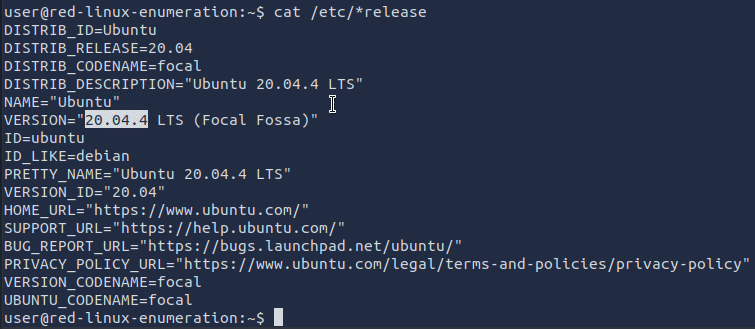 user@red-linux-enumeration:~$ cat /etc/*release
DISTRIB_ID=Ubuntu
DISTRIB_RELEASE=20.04
DISTRIB_CODENAME=focal
DISTRIB_DESCRIPTION="Ubuntu 20.04.4 LTS"
NAME="Ubuntu"
VERSION="20.04.4 LTS (Focal Fossa)"
ID=ubuntu
ID_LIKE=debian
PRETTY_NAME="Ubuntu 20.04.4 LTS"
VERSION_ID="20.04"
HOME_URL="https://www.ubuntu.com/"
SUPPORT_URL="https://help.ubuntu.com/"
BUG_REPORT_URL="https://bugs.launchpad.net/ubuntu/"
PRIVACY_POLICY_URL="https://www.ubuntu.com/legal/terms-and-policies/privacy-policy"
VERSION_CODENAME=focal
UBUNTU_CODENAME=focal
user@red-linux-enumeration:~$